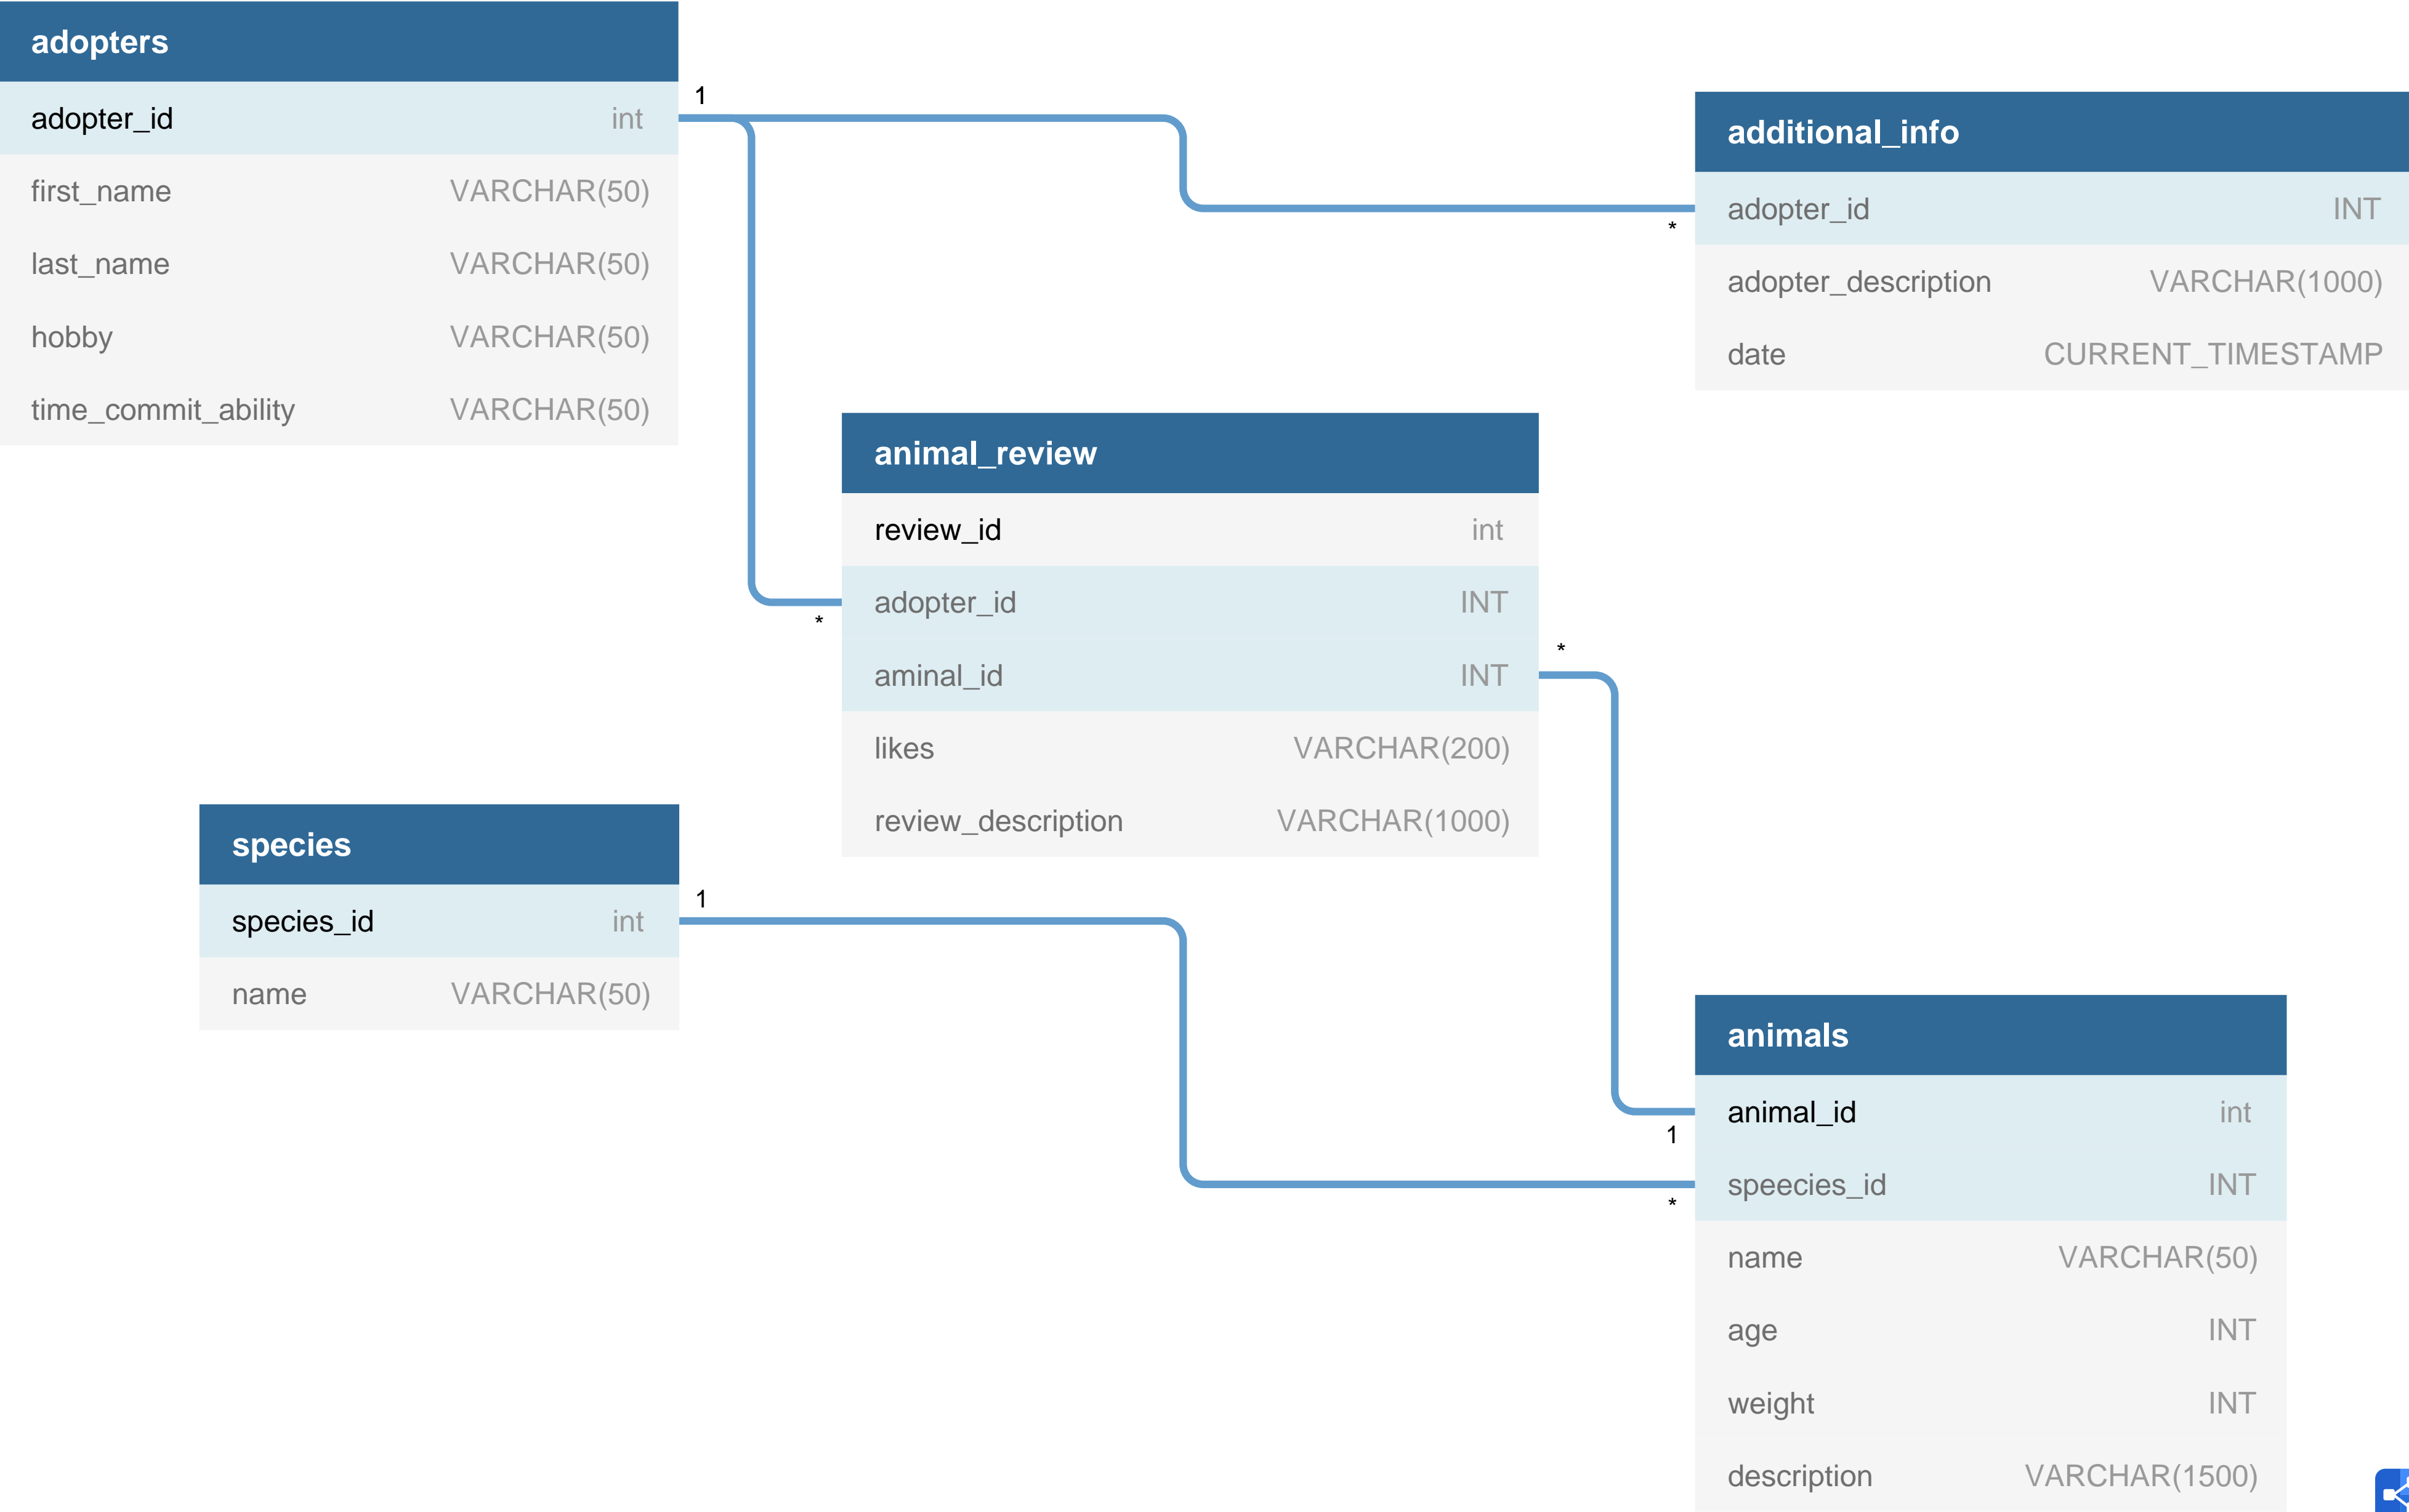 adopters
adopter_id int
first_name VARCHAR(50)
last_name VARCHAR(50)
hobby VARCHAR(50)
time_commit_ability VARCHAR(50)
1
additional_info
adopter_id INT
adopter_description VARCHAR(1000)
date CURRENT_TIMESTAMP
*
animal_review
review_id int
adopter_id INT
aminal_id INT
likes VARCHAR(200)
review_description VARCHAR(1000)
*
*
species
species_id int
name VARCHAR(50)
1
animals
animal_id int
speecies_id INT
name VARCHAR(50)
age INT
weight INT
description VARCHAR(1500)
1
*